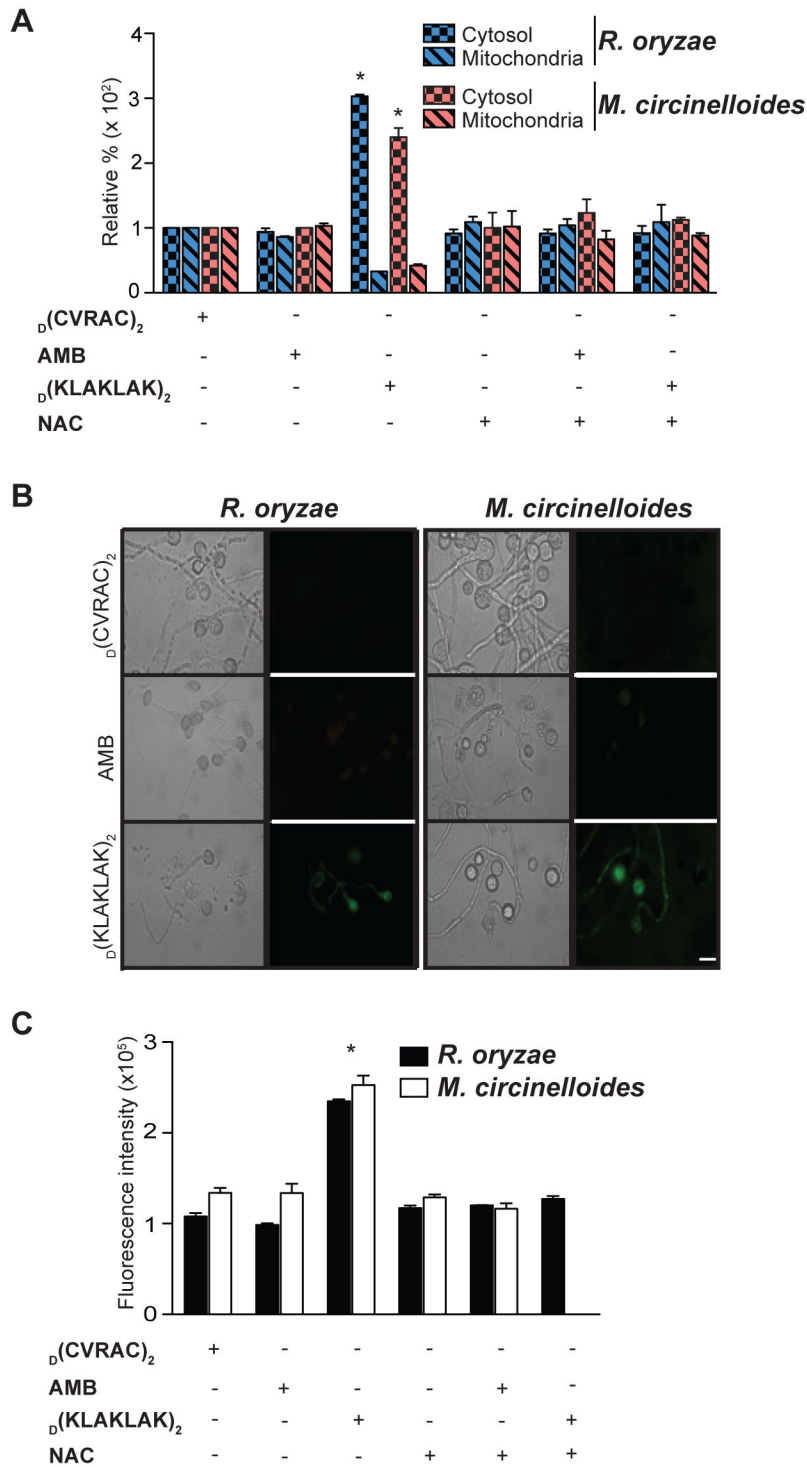 A
Cytosol
Mitochondria
R. oryzae
Cytosol
Mitochondria
M. circinelloides
Relative % (x 10²)
4
3
2
1
0
* *
D(CVRAC)₂ + - - - - -
AMB - + - - + -
D(KLAKLAK)₂ - - + - - +
NAC - - - + + +
B
R. oryzae M. circinelloides
D(CVRAC)₂
AMB
D(KLAKLAK)₂
C
Fluorescence intensity (x10⁵)
3
2
1
0
*
R. oryzae
M. circinelloides
D(CVRAC)₂ + - - - - -
AMB - + - - + -
D(KLAKLAK)₂ - - + - - +
NAC - - - + + +